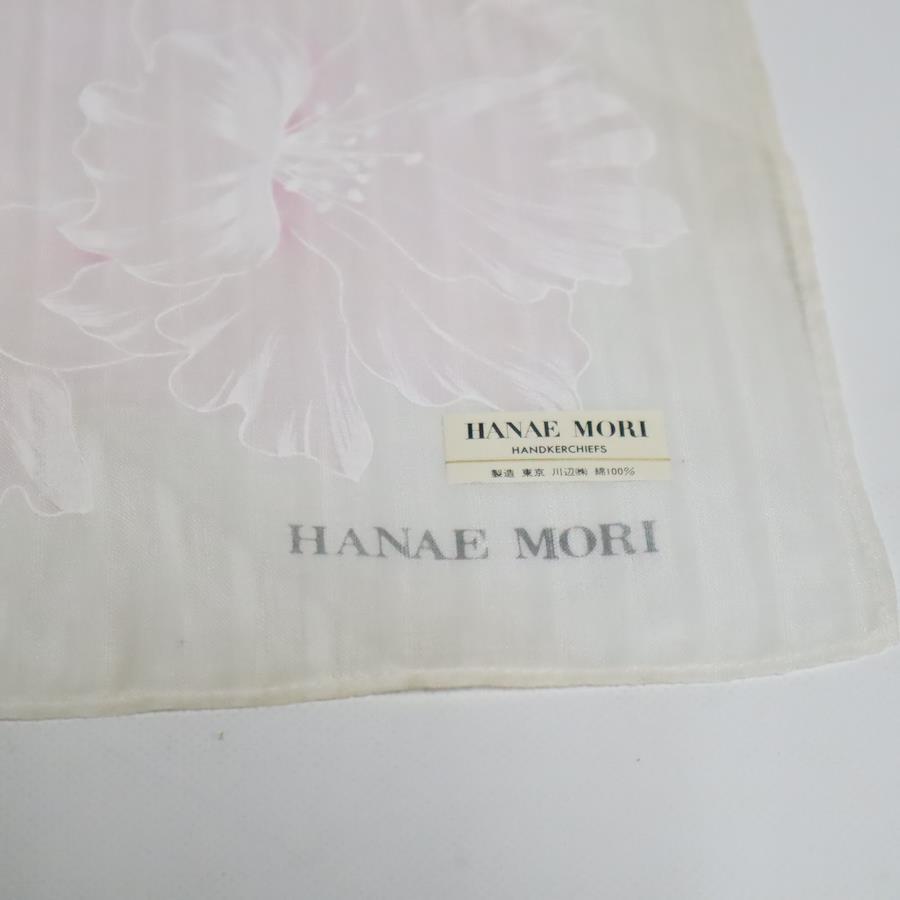 HANAE MORI
HANDKERCHIEFS
製造 東京 川辺㈱ 綿100%
HANAE MORI